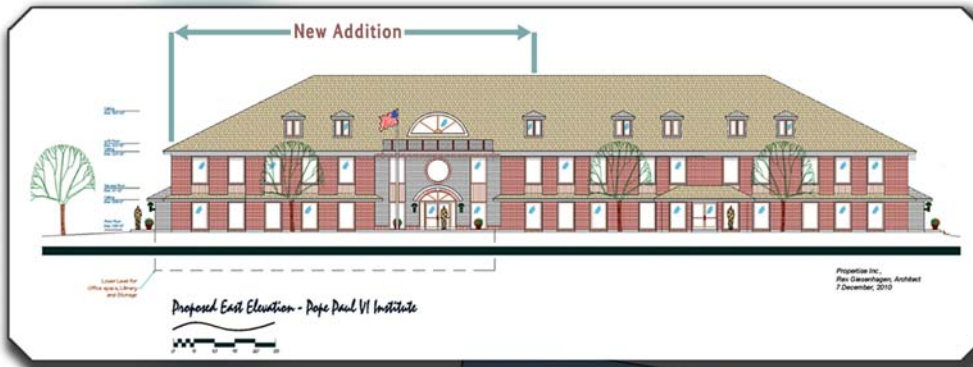 New Addition
Lower Level for
Office space, Library
and Storage
Proposed East Elevation - Pope Paul VI Institute
Properties Inc.,
Rex Giesenhagen, Architect
7 December, 2010